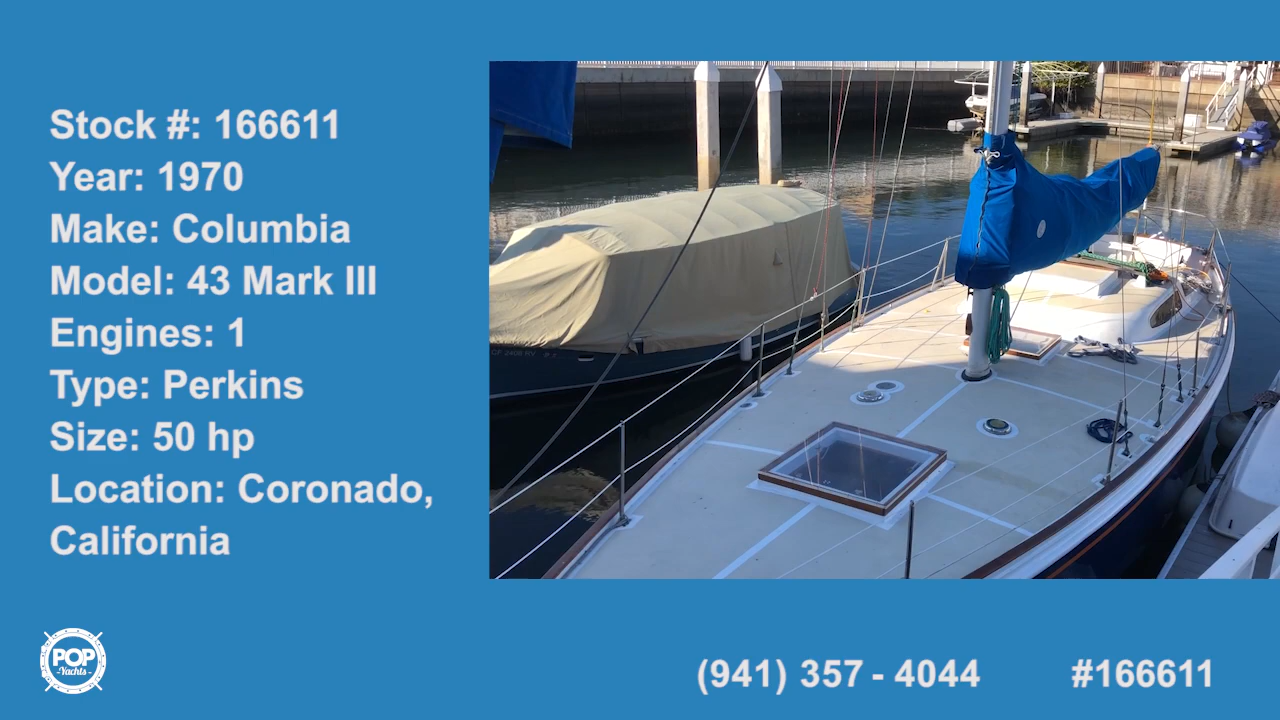 Stock #: 166611
Year: 1970
Make: Columbia
Model: 43 Mark III
Engines: 1
Type: Perkins
Size: 50 hp
Location: Coronado,
California
POP
-Yachts-
(941) 357 - 4044
#166611